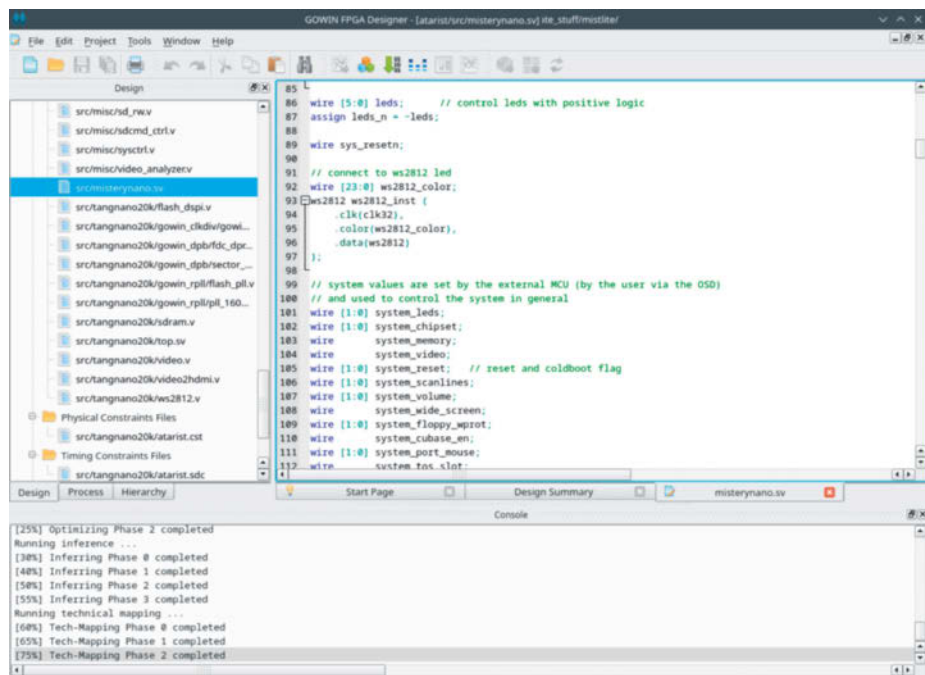 GOWIN FPGA Designer - [atarist/src/misterynano.sv] ite_stuff/mistlite/
File Edit Project Tools Window Help
Design
src/misc/sd_rw.v
src/misc/sdcmd_ctrl.v
src/misc/sysctrl.v
src/misc/video_analyzer.v
src/misterynano.sv
src/tangnano20k/flash_dspi.v
src/tangnano20k/gowin_clkdiv/gowi...
src/tangnano20k/gowin_dpb/fdc_dpr...
src/tangnano20k/gowin_dpb/sector_...
src/tangnano20k/gowin_rpll/flash_pll.v
src/tangnano20k/gowin_rpll/pll_160...
src/tangnano20k/sdram.v
src/tangnano20k/top.sv
src/tangnano20k/video.v
src/tangnano20k/video2hdmi.v
src/tangnano20k/ws2812.v
Physical Constraints Files
src/tangnano20k/atarist.cst
Timing Constraints Files
src/tangnano20k/atarist.sdc
Design Process Hierarchy
85
86 wire [5:0] leds; // control leds with positive logic
87 assign leds_n = ~leds;
88
89 wire sys_resetn;
90
91 // connect to ws2812 led
92 wire [23:0] ws2812_color;
93 ws2812 ws2812_inst (
94 .clk(clk32),
95 .color(ws2812_color),
96 .data(ws2812)
97 );
98
99 // system values are set by the external MCU (by the user via the OSD)
100 // and used to control the system in general
101 wire [1:0] system_leds;
102 wire [1:0] system_chipset;
103 wire system_memory;
104 wire system_video;
105 wire [1:0] system_reset; // reset and coldboot flag
106 wire [1:0] system_scanlines;
107 wire [1:0] system_volume;
108 wire system_wide_screen;
109 wire [1:0] system_floppy_wprot;
110 wire system_cubase_en;
111 wire [1:0] system_port_mouse;
112 wire system_tos_slot;
Start Page Design Summary misterynano.sv
Console
[25%] Optimizing Phase 2 completed
Running inference ...
[30%] Inferring Phase 0 completed
[40%] Inferring Phase 1 completed
[50%] Inferring Phase 2 completed
[55%] Inferring Phase 3 completed
Running technical mapping ...
[60%] Tech-Mapping Phase 0 completed
[65%] Tech-Mapping Phase 1 completed
[75%] Tech-Mapping Phase 2 completed